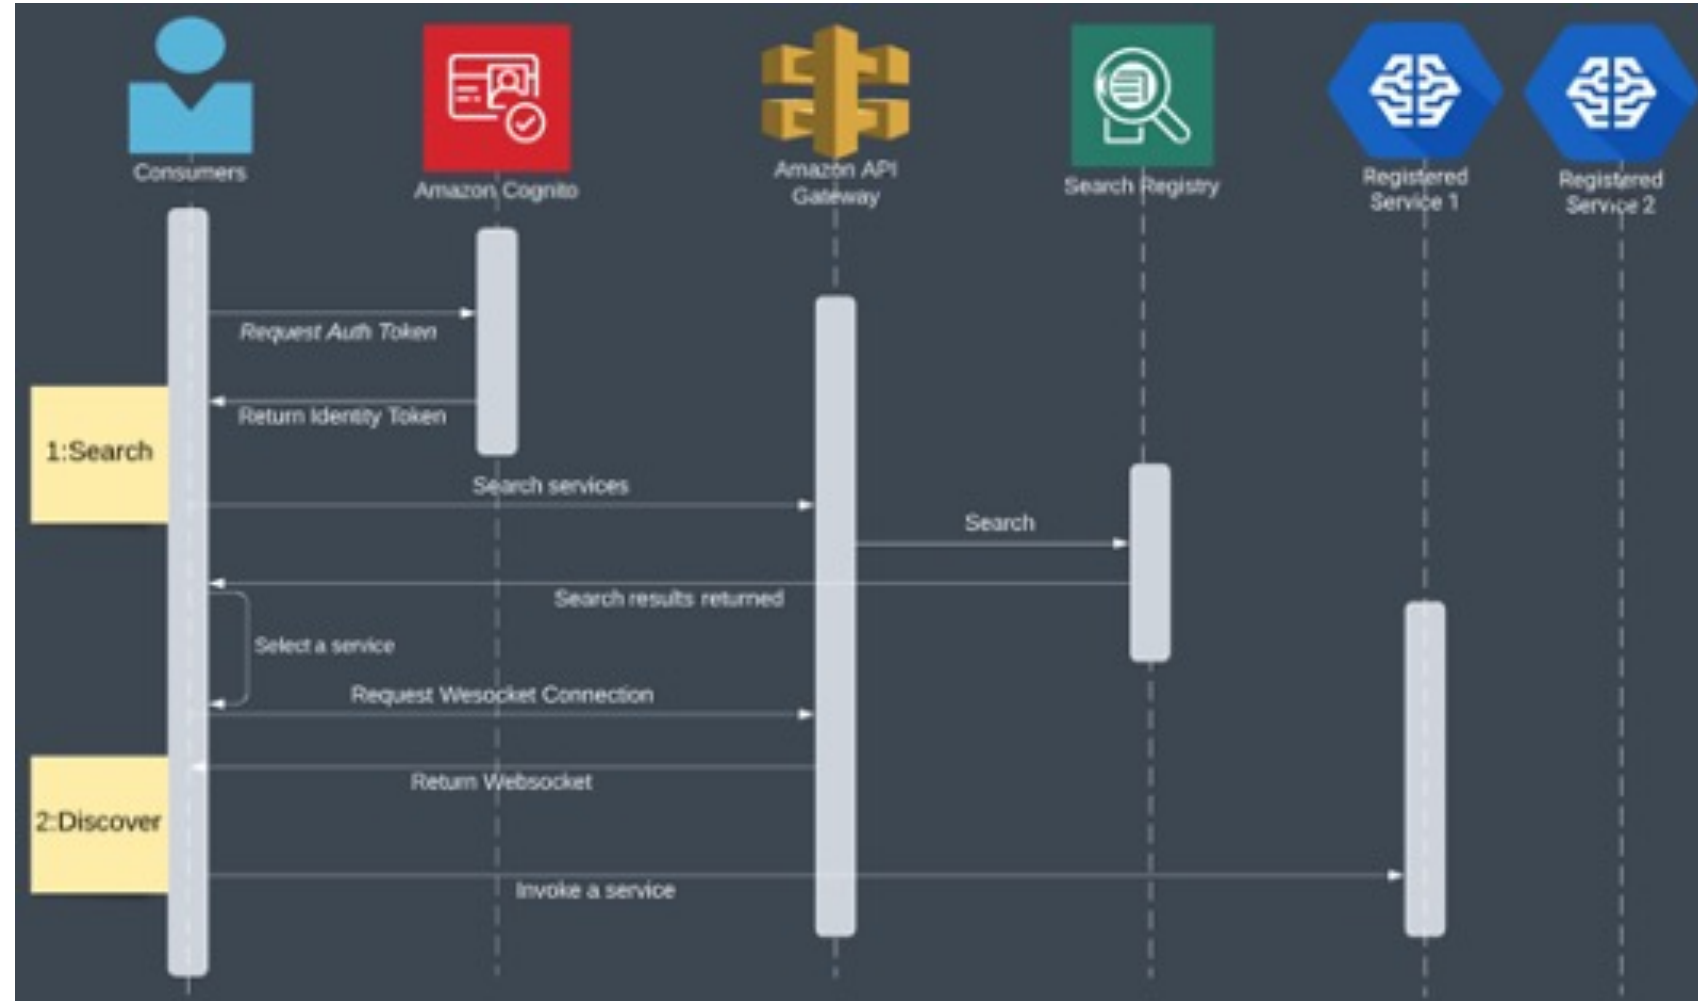 Consumers
Amazon Cognito
Amazon API
Gateway
Search Registry
Registered
Service 1
Registered
Service 2
Request Auth Token
Return Identity Token
1:Search
Search services
Search
Search results returned
Select a service
Request Wesocket Connection
Return Websocket
2:Discover
Invoke a service